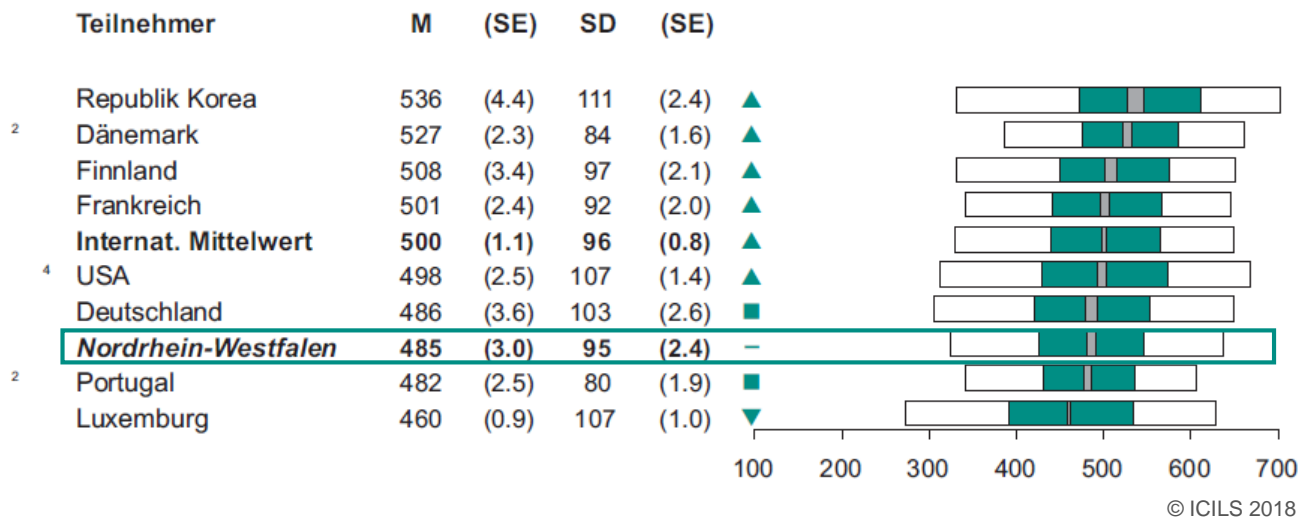 Teilnehmer M (SE) SD (SE)
Republik Korea 536 (4.4) 111 (2.4) ▲
2 Dänemark 527 (2.3) 84 (1.6) ▲
Finnland 508 (3.4) 97 (2.1) ▲
Frankreich 501 (2.4) 92 (2.0) ▲
Internat. Mittelwert 500 (1.1) 96 (0.8) ▲
4 USA 498 (2.5) 107 (1.4) ▲
Deutschland 486 (3.6) 103 (2.6) ■
Nordrhein-Westfalen 485 (3.0) 95 (2.4) –
2 Portugal 482 (2.5) 80 (1.9) ■
Luxemburg 460 (0.9) 107 (1.0) ▼
100 200 300 400 500 600 700
© ICILS 2018